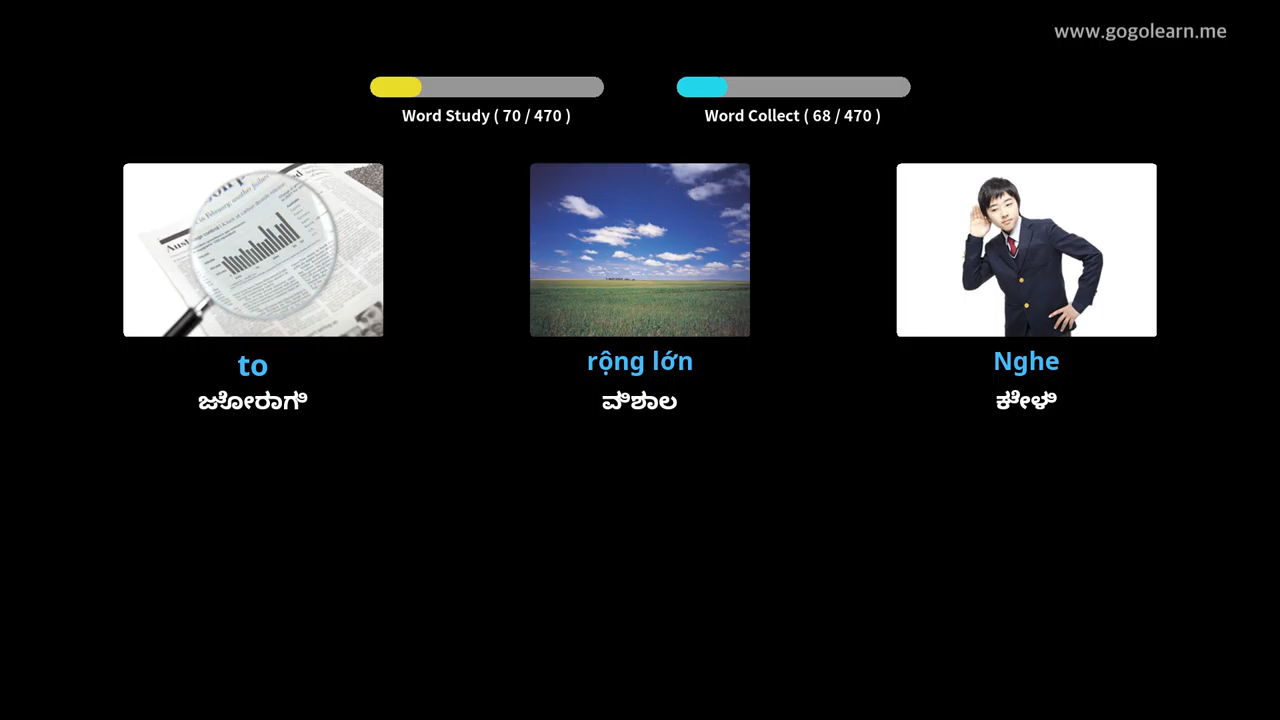 www.gogolearn.me
Word Study ( 70 / 470 )
Word Collect ( 68 / 470 )
to
rộng lớn
Nghe
ಜೋರಾಗಿ
ವಿಶಾಲ
ಕೇಳಿ